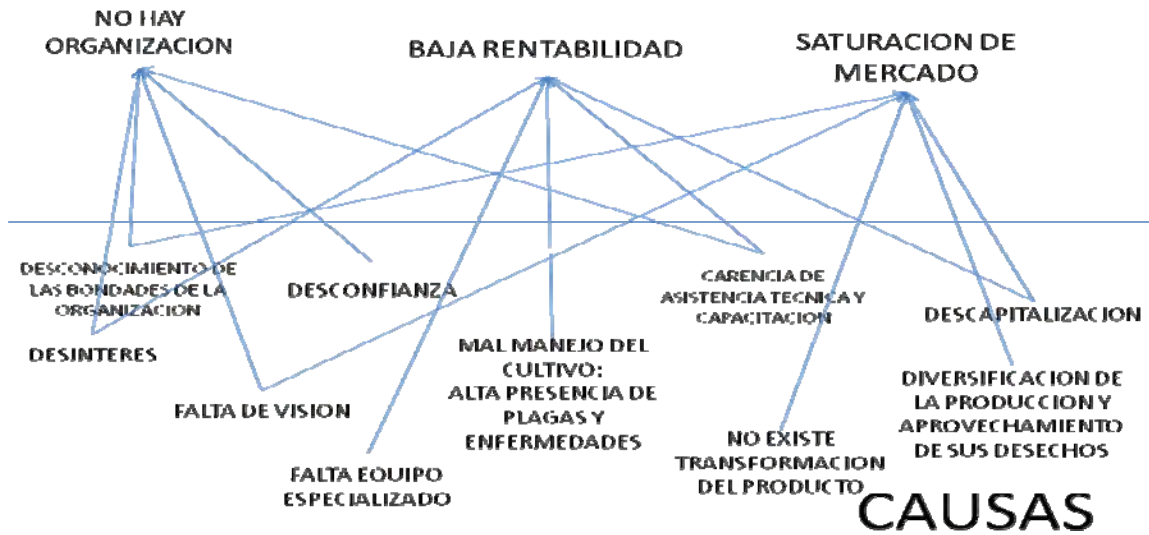 NO HAY
ORGANIZACION
BAJA RENTABILIDAD
SATURACION DE
MERCADO
DESCONOCIMIENTO DE
LAS BONDADES DE LA
ORGANIZACION
DESCONFIANZA
CARENCIA DE
ASISTENCIA TECNICA Y
CAPACITACION
DESCAPITALIZACION
DESINTERES
MAL MANEJO DEL
CULTIVO:
ALTA PRESENCIA DE
PLAGAS Y
ENFERMEDADES
DIVERSIFICACION DE
LA PRODUCCION Y
APROVECHAMIENTO
DE SUS DESECHOS
FALTA DE VISION
NO EXISTE
TRANSFORMACION
DEL PRODUCTO
FALTA EQUIPO
ESPECIALIZADO
CAUSAS